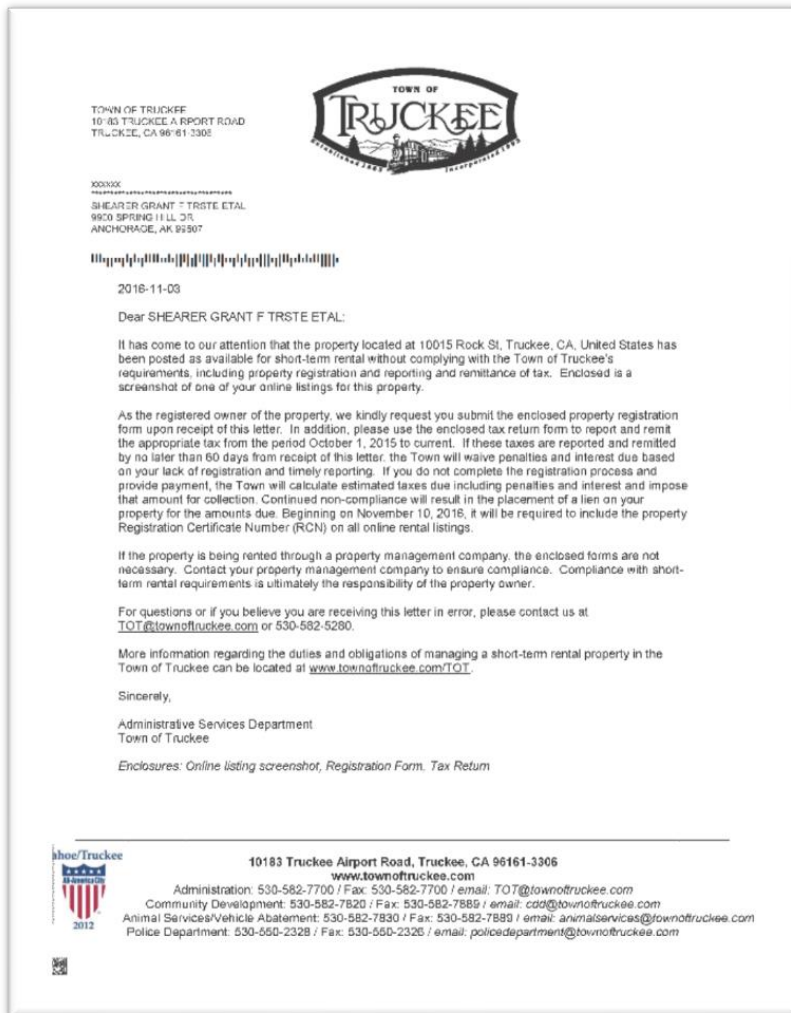 TOWN OF
TRUCKEE
Established 1863 Incorporated 1993
TOWN OF TRUCKEE
10183 TRUCKEE AIRPORT ROAD
TRUCKEE, CA 96161-3306
XXXXXX
SHEARER GRANT F TRSTE ETAL
9900 SPRING HILL DR
ANCHORAGE, AK 99507
2016-11-03
Dear SHEARER GRANT F TRSTE ETAL:
It has come to our attention that the property located at 10015 Rock St, Truckee, CA, United States has
been posted as available for short-term rental without complying with the Town of Truckee's
requirements, including property registration and reporting and remittance of tax. Enclosed is a
screenshot of one of your online listings for this property.
As the registered owner of the property, we kindly request you submit the enclosed property registration
form upon receipt of this letter. In addition, please use the enclosed tax return form to report and remit
the appropriate tax from the period October 1, 2015 to current. If these taxes are reported and remitted
by no later than 60 days from receipt of this letter, the Town will waive penalties and interest due based
on your lack of registration and timely reporting. If you do not complete the registration process and
provide payment, the Town will calculate estimated taxes due including penalties and interest and impose
that amount for collection. Continued non-compliance will result in the placement of a lien on your
property for the amounts due. Beginning on November 10, 2016, it will be required to include the property
Registration Certificate Number (RCN) on all online rental listings.
If the property is being rented through a property management company, the enclosed forms are not
necessary. Contact your property management company to ensure compliance. Compliance with short-
term rental requirements is ultimately the responsibility of the property owner.
For questions or if you believe you are receiving this letter in error, please contact us at
TOT@townoftruckee.com or 530-582-5280.
More information regarding the duties and obligations of managing a short-term rental property in the
Town of Truckee can be located at www.townoftruckee.com/TOT.
Sincerely,
Administrative Services Department
Town of Truckee
Enclosures: Online listing screenshot, Registration Form, Tax Return
ahoe/Truckee
All-America City
2012
10183 Truckee Airport Road, Truckee, CA 96161-3306
www.townoftruckee.com
Administration: 530-582-7700 / Fax: 530-582-7700 / email: TOT@townoftruckee.com
Community Development: 530-582-7820 / Fax: 530-582-7889 / email: cdd@townoftruckee.com
Animal Services/Vehicle Abatement: 530-582-7830 / Fax: 530-582-7889 / email: animalservices@townoftruckee.com
Police Department: 530-550-2328 / Fax: 530-550-2326 / email: policedepartment@townoftruckee.com